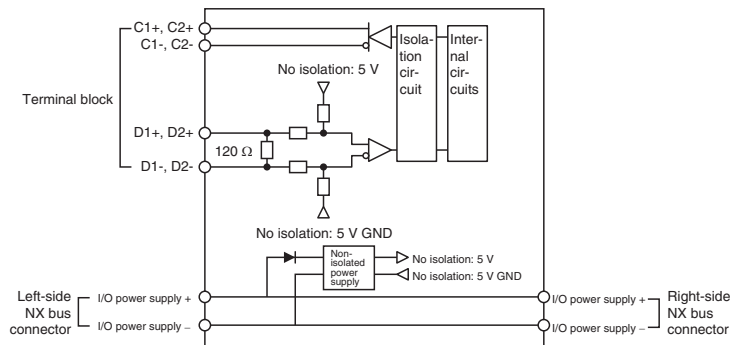 C1+, C2+
C1-, C2-
Isola-
tion
cir-
cuit
Inter-
nal
cir-
cuits
No isolation: 5 V
Terminal block
D1+, D2+
120 Ω
D1-, D2-
No isolation: 5 V GND
Non-
isolated
power
supply
No isolation: 5 V
No isolation: 5 V GND
Left-side
NX bus
connector
I/O power supply +
I/O power supply –
I/O power supply +
I/O power supply –
Right-side
NX bus
connector